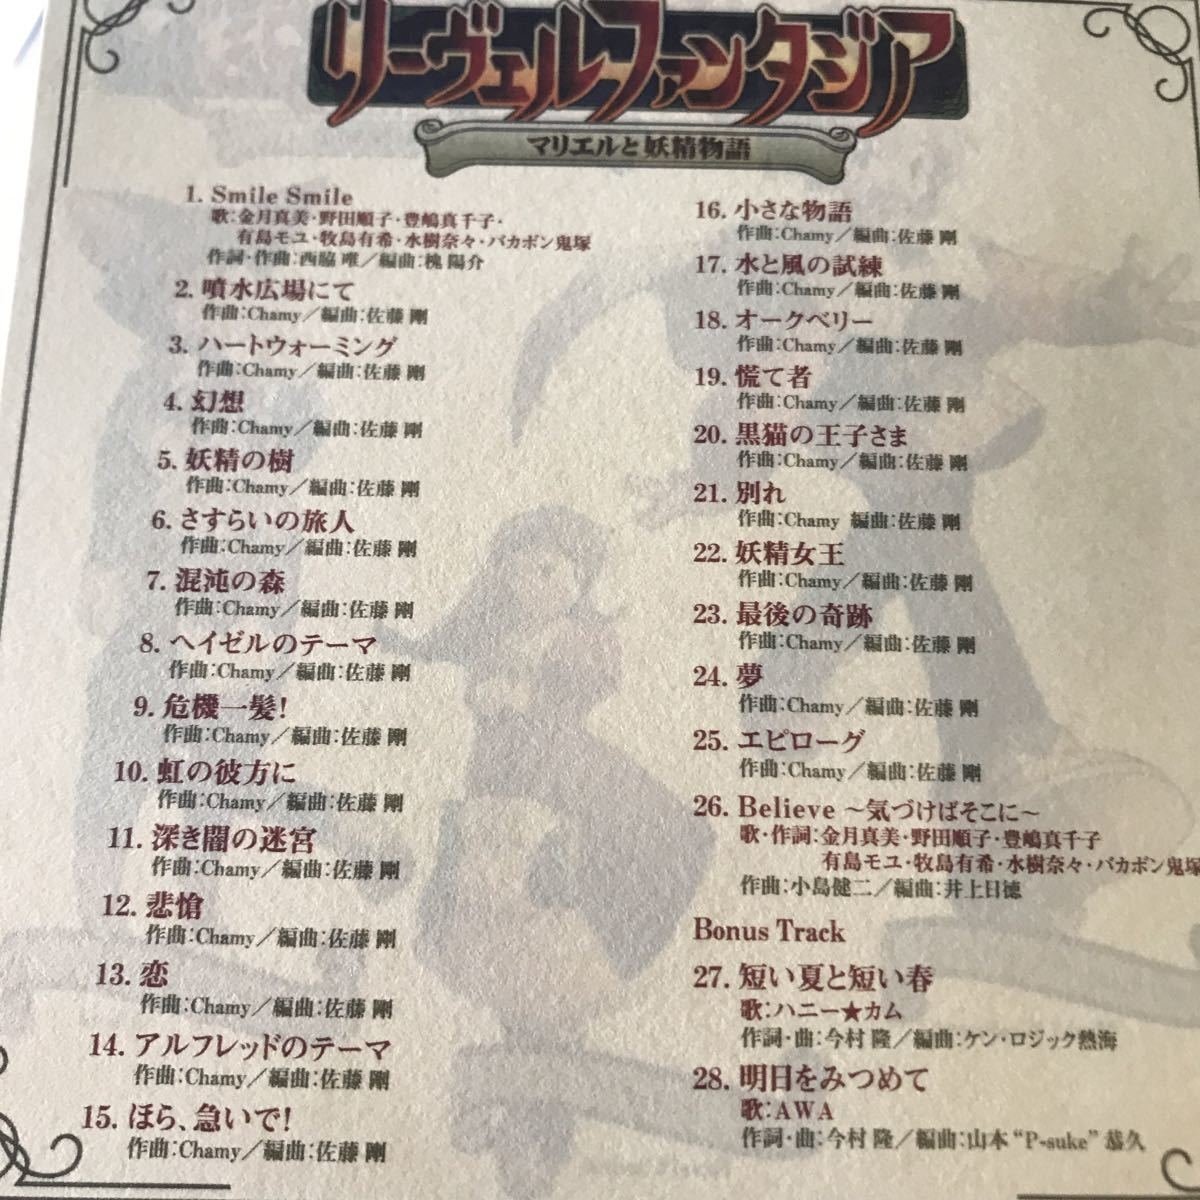 リーヴェルファンタジア
マリエルと妖精物語
1. Smile Smile
歌：金月真美・野田順子・豊嶋真千子・
有島モユ・牧島有希・水樹奈々・バカボン鬼塚
作詞・作曲：西脇 唯／編曲：槐 陽介
2. 噴水広場にて
作曲：Chamy／編曲：佐藤 剛
3. ハートウォーミング
作曲：Chamy／編曲：佐藤 剛
4. 幻想
作曲：Chamy／編曲：佐藤 剛
5. 妖精の樹
作曲：Chamy／編曲：佐藤 剛
6. さすらいの旅人
作曲：Chamy／編曲：佐藤 剛
7. 混沌の森
作曲：Chamy／編曲：佐藤 剛
8. ヘイゼルのテーマ
作曲：Chamy／編曲：佐藤 剛
9. 危機一髪!
作曲：Chamy／編曲：佐藤 剛
10. 虹の彼方に
作曲：Chamy／編曲：佐藤 剛
11. 深き闇の迷宮
作曲：Chamy／編曲：佐藤 剛
12. 悲愴
作曲：Chamy／編曲：佐藤 剛
13. 恋
作曲：Chamy／編曲：佐藤 剛
14. アルフレッドのテーマ
作曲：Chamy／編曲：佐藤 剛
15. ほら、急いで!
作曲：Chamy／編曲：佐藤 剛
16. 小さな物語
作曲：Chamy／編曲：佐藤 剛
17. 水と風の試練
作曲：Chamy／編曲：佐藤 剛
18. オークベリー
作曲：Chamy／編曲：佐藤 剛
19. 慌て者
作曲：Chamy／編曲：佐藤 剛
20. 黒猫の王子さま
作曲：Chamy／編曲：佐藤 剛
21. 別れ
作曲：Chamy 編曲：佐藤 剛
22. 妖精女王
作曲：Chamy／編曲：佐藤 剛
23. 最後の奇跡
作曲：Chamy／編曲：佐藤 剛
24. 夢
作曲：Chamy／編曲：佐藤 剛
25. エピローグ
作曲：Chamy／編曲：佐藤 剛
26. Believe ～気づけばそこに～
歌・作詞：金月真美・野田順子・豊嶋真千子
有島モユ・牧島有希・水樹奈々・バカボン鬼塚
作曲：小島健二／編曲：井上日徳
Bonus Track
27. 短い夏と短い春
歌：ハニー★カム
作詞・曲：今村 隆／編曲：ケン・ロジック熱海
28. 明日をみつめて
歌：AWA
作詞・曲：今村 隆／編曲：山本“P-suke”恭久